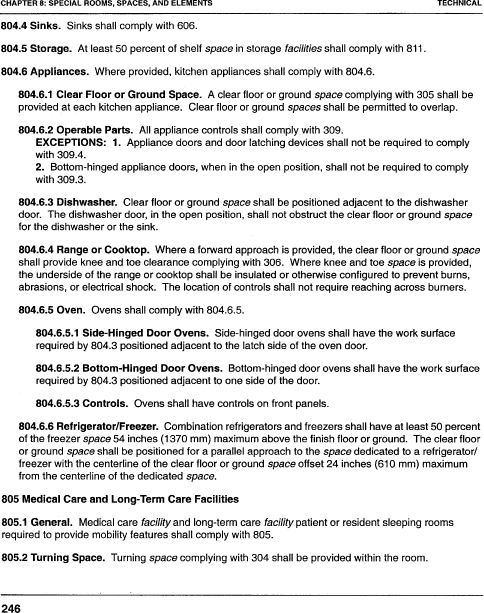 CHAPTER 8: SPECIAL ROOMS, SPACES, AND ELEMENTS TECHNICAL
804.4 Sinks. Sinks shall comply with 606.
804.5 Storage. At least 50 percent of shelf space in storage facilities shall comply with 811.
804.6 Appliances. Where provided, kitchen appliances shall comply with 804.6.
804.6.1 Clear Floor or Ground Space. A clear floor or ground space complying with 305 shall be
provided at each kitchen appliance. Clear floor or ground spaces shall be permitted to overlap.
804.6.2 Operable Parts. All appliance controls shall comply with 309.
EXCEPTIONS: 1. Appliance doors and door latching devices shall not be required to comply
with 309.4.
2. Bottom-hinged appliance doors, when in the open position, shall not be required to comply
with 309.3.
804.6.3 Dishwasher. Clear floor or ground space shall be positioned adjacent to the dishwasher
door. The dishwasher door, in the open position, shall not obstruct the clear floor or ground space
for the dishwasher or the sink.
804.6.4 Range or Cooktop. Where a forward approach is provided, the clear floor or ground space
shall provide knee and toe clearance complying with 306. Where knee and toe space is provided,
the underside of the range or cooktop shall be insulated or otherwise configured to prevent burns,
abrasions, or electrical shock. The location of controls shall not require reaching across burners.
804.6.5 Oven. Ovens shall comply with 804.6.5.
804.6.5.1 Side-Hinged Door Ovens. Side-hinged door ovens shall have the work surface
required by 804.3 positioned adjacent to the latch side of the oven door.
804.6.5.2 Bottom-Hinged Door Ovens. Bottom-hinged door ovens shall have the work surface
required by 804.3 positioned adjacent to one side of the door.
804.6.5.3 Controls. Ovens shall have controls on front panels.
804.6.6 Refrigerator/Freezer. Combination refrigerators and freezers shall have at least 50 percent
of the freezer space 54 inches (1370 mm) maximum above the finish floor or ground. The clear floor
or ground space shall be positioned for a parallel approach to the space dedicated to a refrigerator/
freezer with the centerline of the clear floor or ground space offset 24 inches (610 mm) maximum
from the centerline of the dedicated space.
805 Medical Care and Long-Term Care Facilities
805.1 General. Medical care facility and long-term care facility patient or resident sleeping rooms
required to provide mobility features shall comply with 805.
805.2 Turning Space. Turning space complying with 304 shall be provided within the room.
246